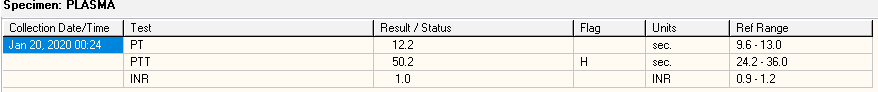 Specimen: PLASMA
Collection Date/Time Test Result / Status Flag Units Ref Range
Jan 20, 2020 00:24 PT 12.2 sec. 9.6 - 13.0
PTT 50.2 H sec. 24.2 - 36.0
INR 1.0 INR 0.9 - 1.2